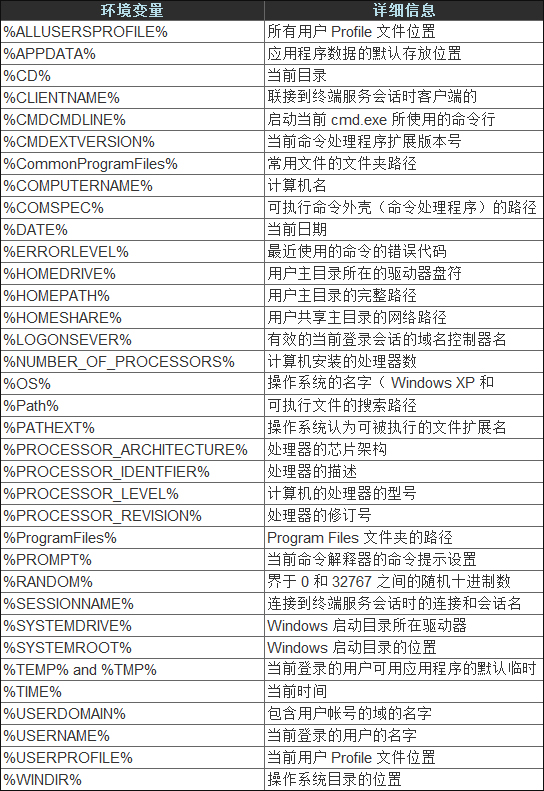 环境变量 详细信息
%ALLUSERSPROFILE% 所有用户 Profile 文件位置
%APPDATA% 应用程序数据的默认存放位置
%CD% 当前目录
%CLIENTNAME% 联接到终端服务会话时客户端的
%CMDCMDLINE% 启动当前 cmd.exe 所使用的命令行
%CMDEXTVERSION% 当前命令处理程序扩展版本号
%CommonProgramFiles% 常用文件的文件夹路径
%COMPUTERNAME% 计算机名
%COMSPEC% 可执行命令外壳（命令处理程序）的路径
%DATE% 当前日期
%ERRORLEVEL% 最近使用的命令的错误代码
%HOMEDRIVE% 用户主目录所在的驱动器盘符
%HOMEPATH% 用户主目录的完整路径
%HOMESHARE% 用户共享主目录的网络路径
%LOGONSEVER% 有效的当前登录会话的域名控制器名
%NUMBER_OF_PROCESSORS% 计算机安装的处理器数
%OS% 操作系统的名字（ Windows XP 和
%Path% 可执行文件的搜索路径
%PATHEXT% 操作系统认为可被执行的文件扩展名
%PROCESSOR_ARCHITECTURE% 处理器的芯片架构
%PROCESSOR_IDENTFIER% 处理器的描述
%PROCESSOR_LEVEL% 计算机的处理器的型号
%PROCESSOR_REVISION% 处理器的修订号
%ProgramFiles% Program Files 文件夹的路径
%PROMPT% 当前命令解释器的命令提示设置
%RANDOM% 界于 0 和 32767 之间的随机十进制数
%SESSIONNAME% 连接到终端服务会话时的连接和会话名
%SYSTEMDRIVE% Windows 启动目录所在驱动器
%SYSTEMROOT% Windows 启动目录的位置
%TEMP% and %TMP% 当前登录的用户可用应用程序的默认临时
%TIME% 当前时间
%USERDOMAIN% 包含用户帐号的域的名字
%USERNAME% 当前登录的用户的名字
%USERPROFILE% 当前用户 Profile 文件位置
%WINDIR% 操作系统目录的位置